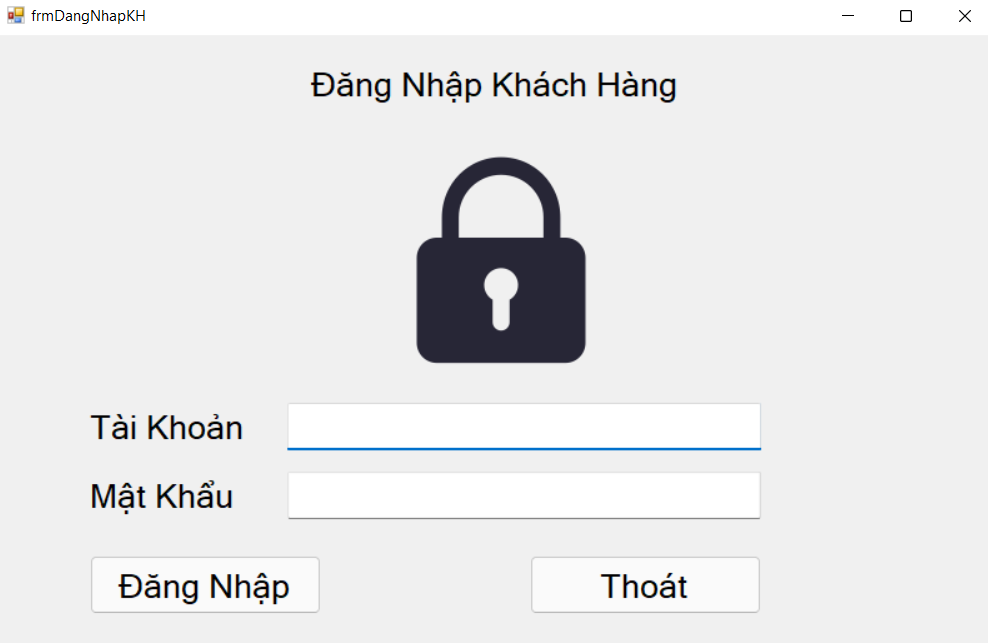 frmDangNhapKH
Đăng Nhập Khách Hàng
Tài Khoản
Mật Khẩu
Đăng Nhập
Thoát